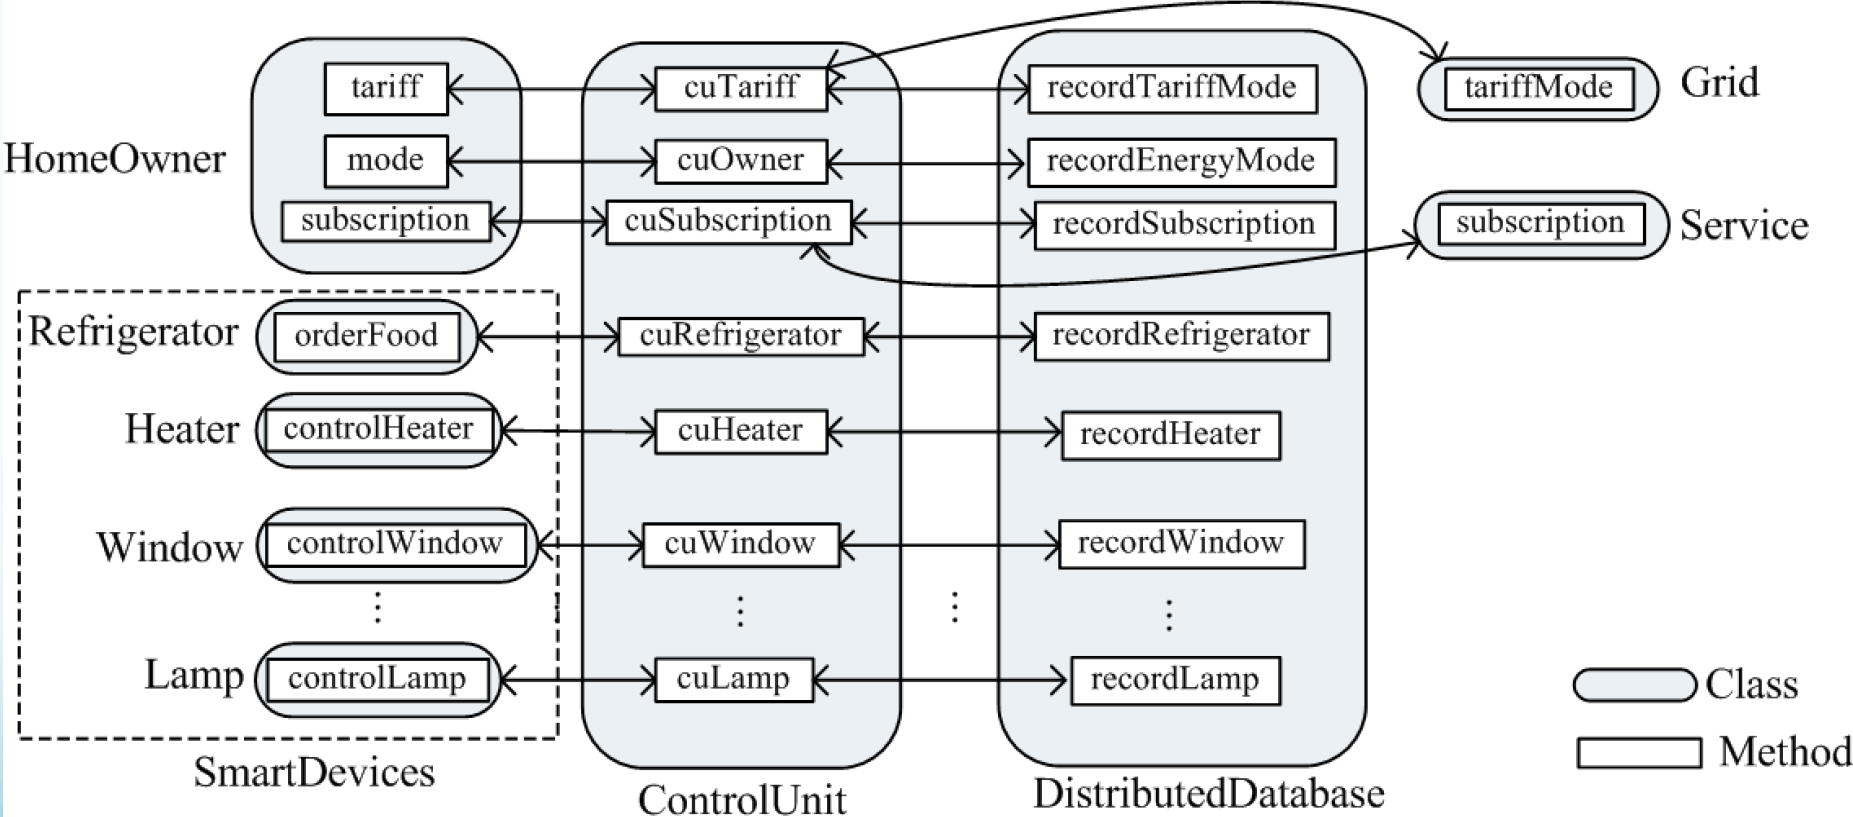 tariff
cuTariff
recordTariffMode
tariffMode
Grid
HomeOwner
mode
cuOwner
recordEnergyMode
subscription
cuSubscription
recordSubscription
subscription
Service
Refrigerator
orderFood
cuRefrigerator
recordRefrigerator
Heater
controlHeater
cuHeater
recordHeater
Window
controlWindow
cuWindow
recordWindow
Lamp
controlLamp
cuLamp
recordLamp
Class
Method
SmartDevices
ControlUnit
DistributedDatabase